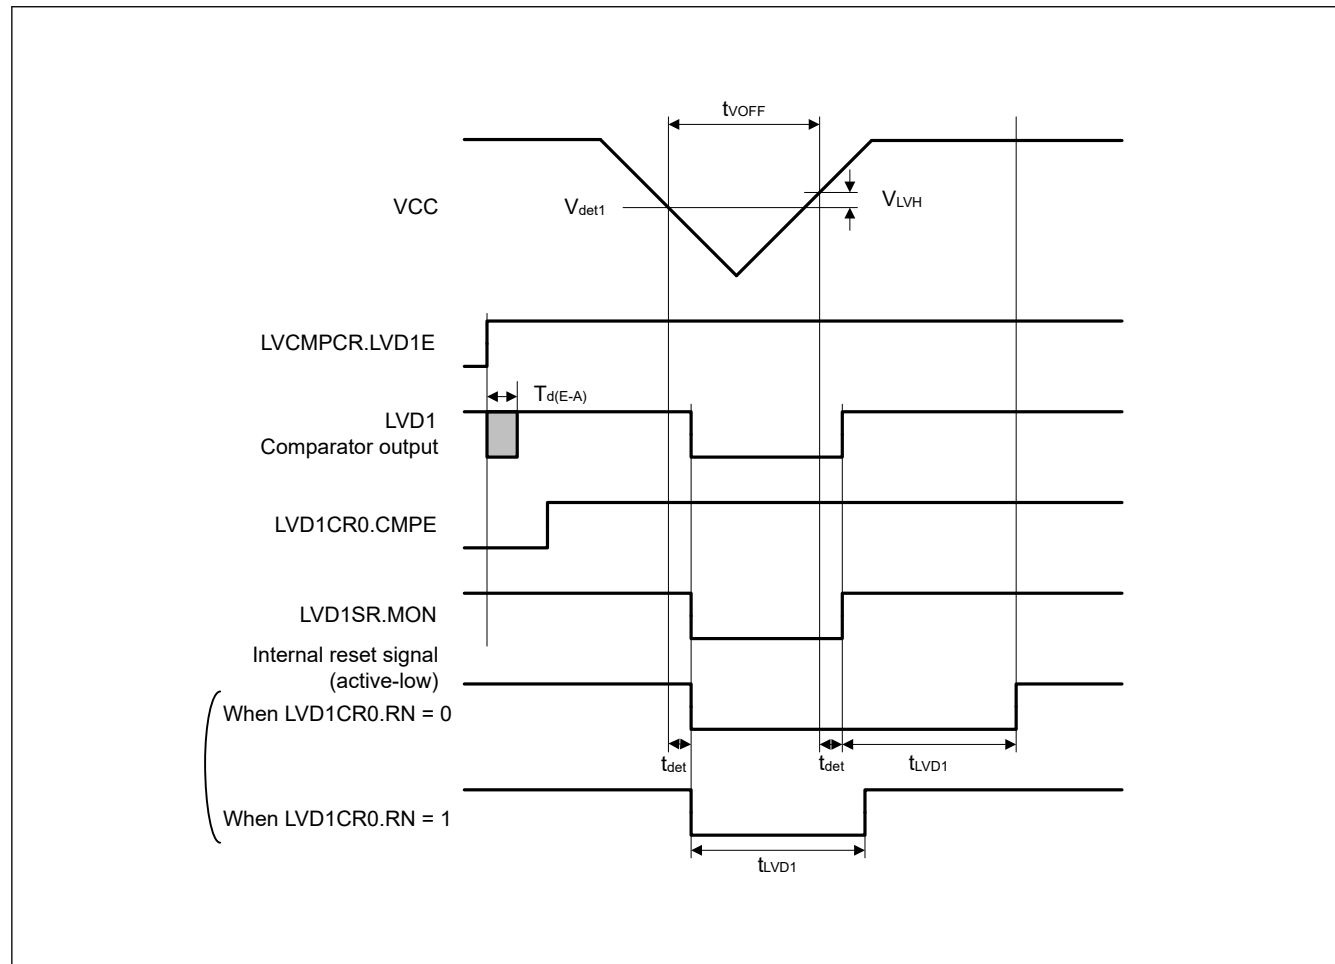 tVOFF
VCC
Vdet1
VLVH
LVCMPCR.LVD1E
Td(E-A)
LVD1
Comparator output
LVD1CR0.CMPE
LVD1SR.MON
Internal reset signal
(active-low)
When LVD1CR0.RN = 0
tdet
tdet
tLVD1
When LVD1CR0.RN = 1
tLVD1